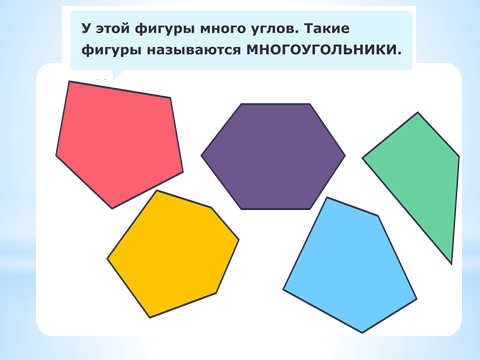 У этой фигуры много углов. Такие
фигуры называются МНОГОУГОЛЬНИКИ.